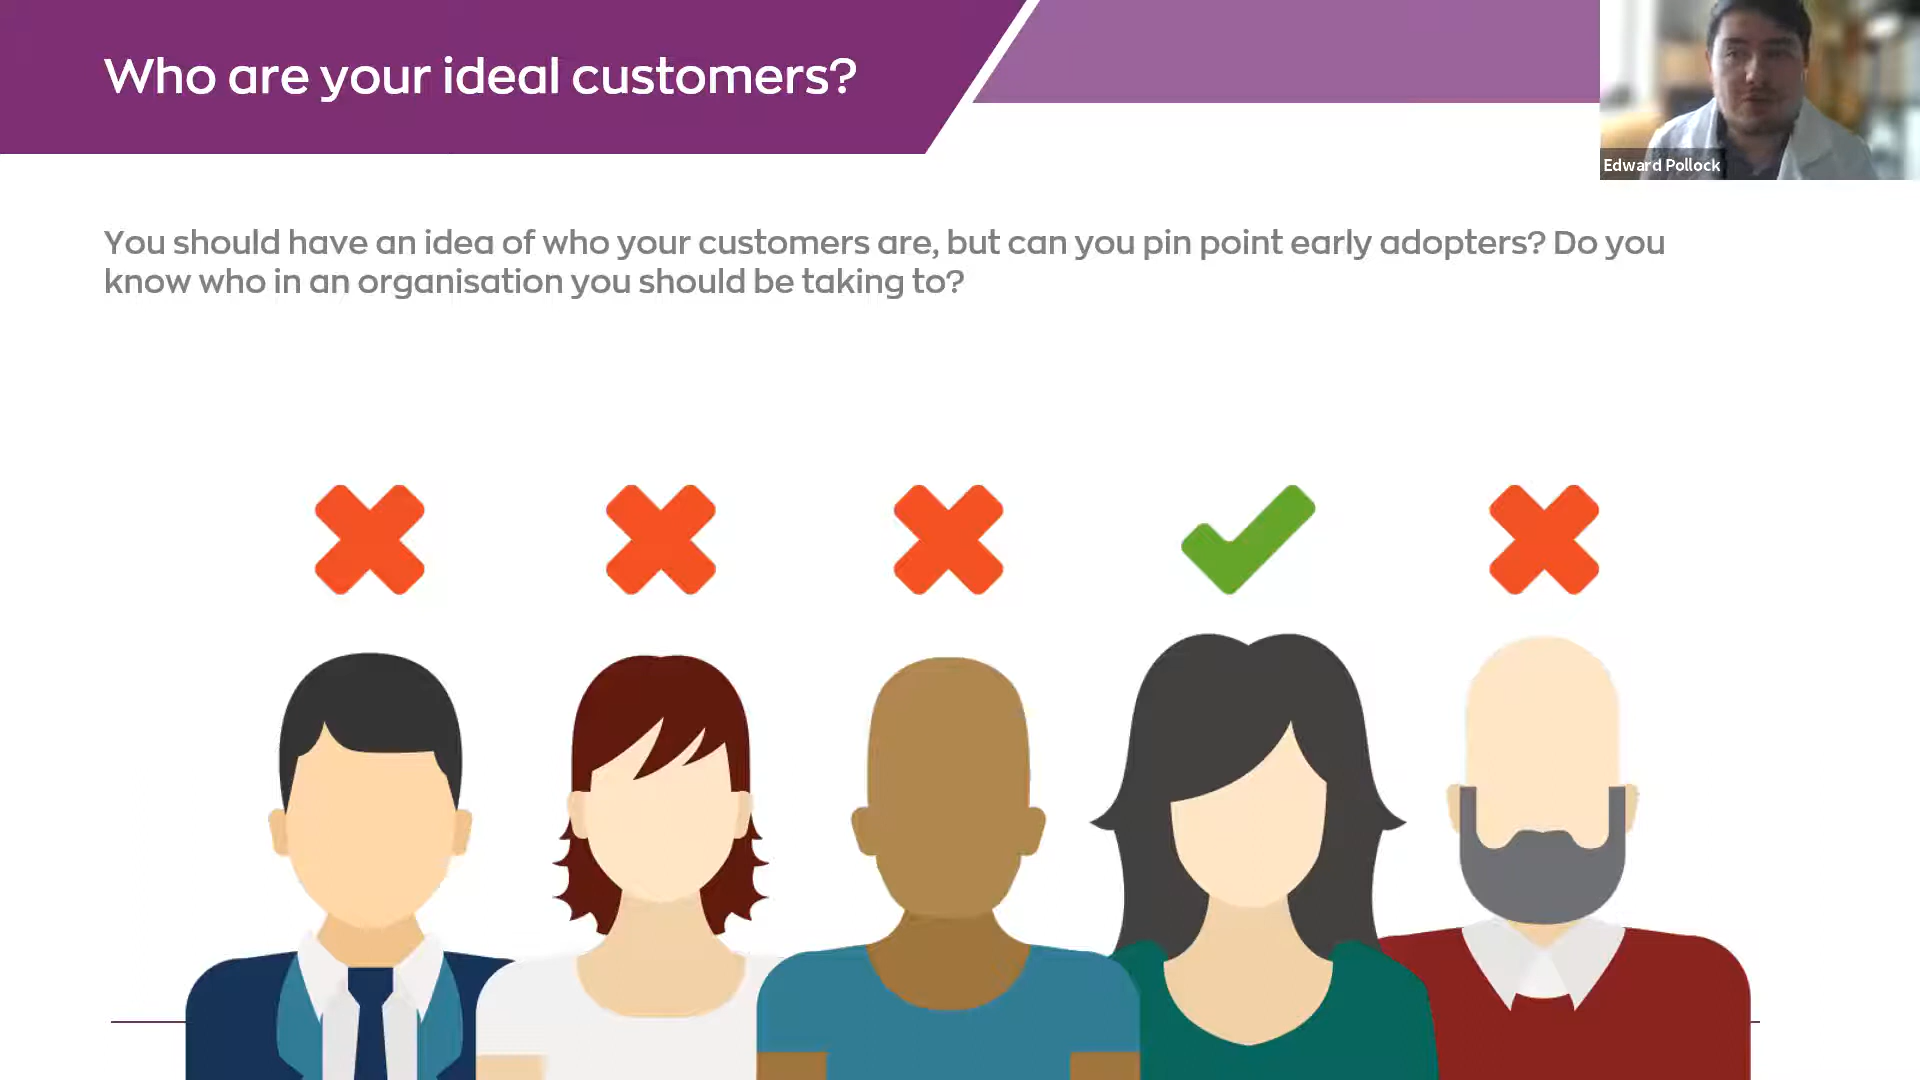 Who are your ideal customers?
Edward Pollock
You should have an idea of who your customers are, but can you pin point early adopters? Do you
know who in an organisation you should be taking to?